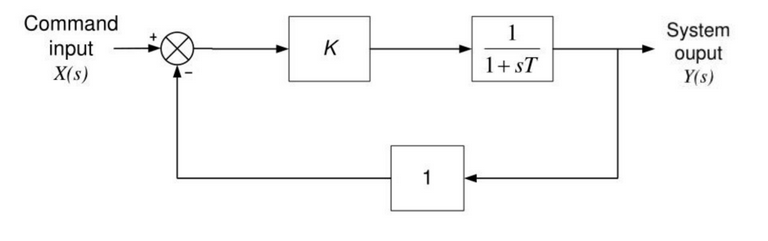 Command
input
X(s)
+
−
K
1
1+ sT
System
ouput
Y(s)
1